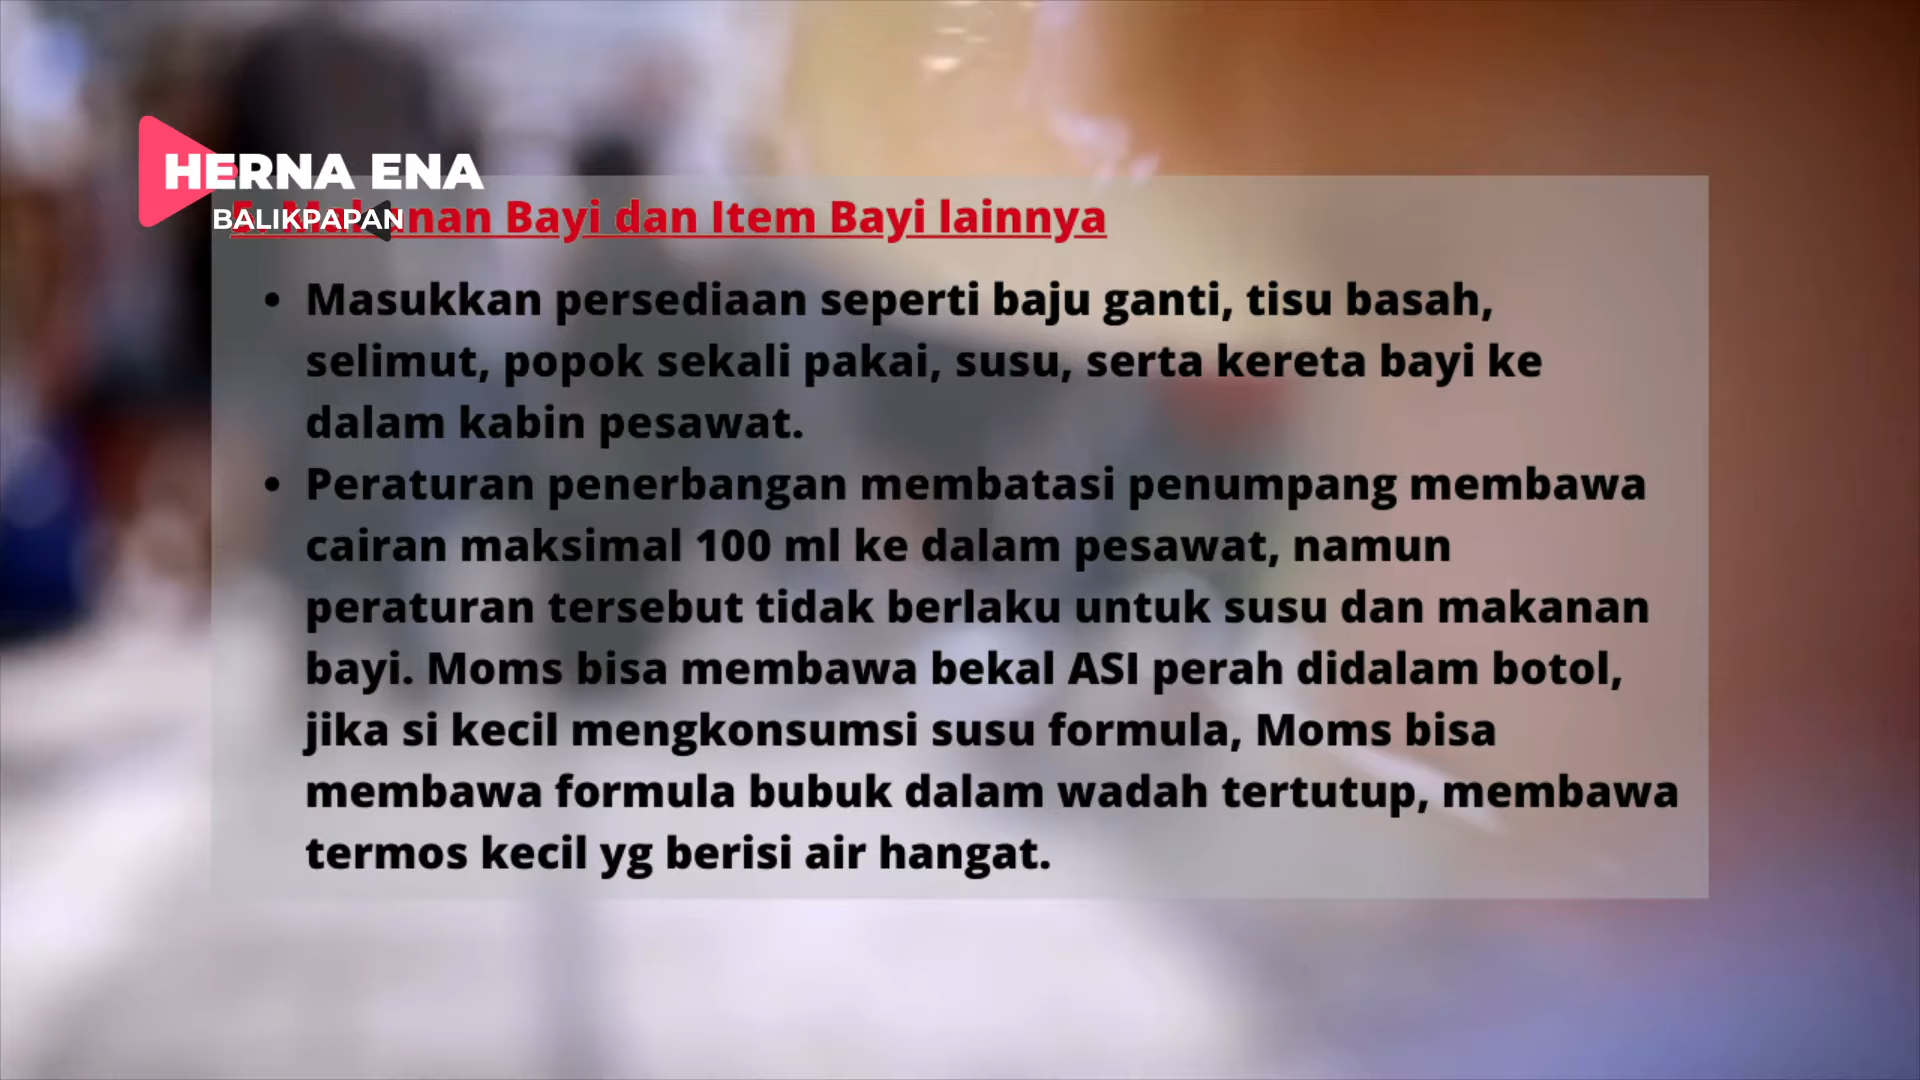 HERNA ENA
BALIKPAPAN
Bayi dan Item Bayi lainnya
• Masukkan persediaan seperti baju ganti, tisu basah,
selimut, popok sekali pakai, susu, serta kereta bayi ke
dalam kabin pesawat.
• Peraturan penerbangan membatasi penumpang membawa
cairan maksimal 100 ml ke dalam pesawat, namun
peraturan tersebut tidak berlaku untuk susu dan makanan
bayi. Moms bisa membawa bekal ASI perah didalam botol,
jika si kecil mengkonsumsi susu formula, Moms bisa
membawa formula bubuk dalam wadah tertutup, membawa
termos kecil yg berisi air hangat.